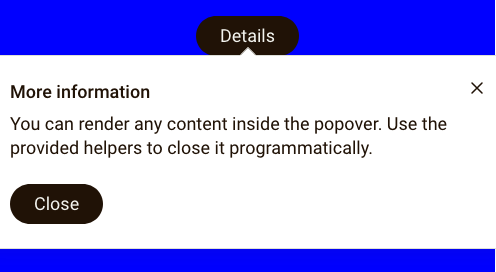 Details
More information
You can render any content inside the popover. Use the
provided helpers to close it programmatically.
Close